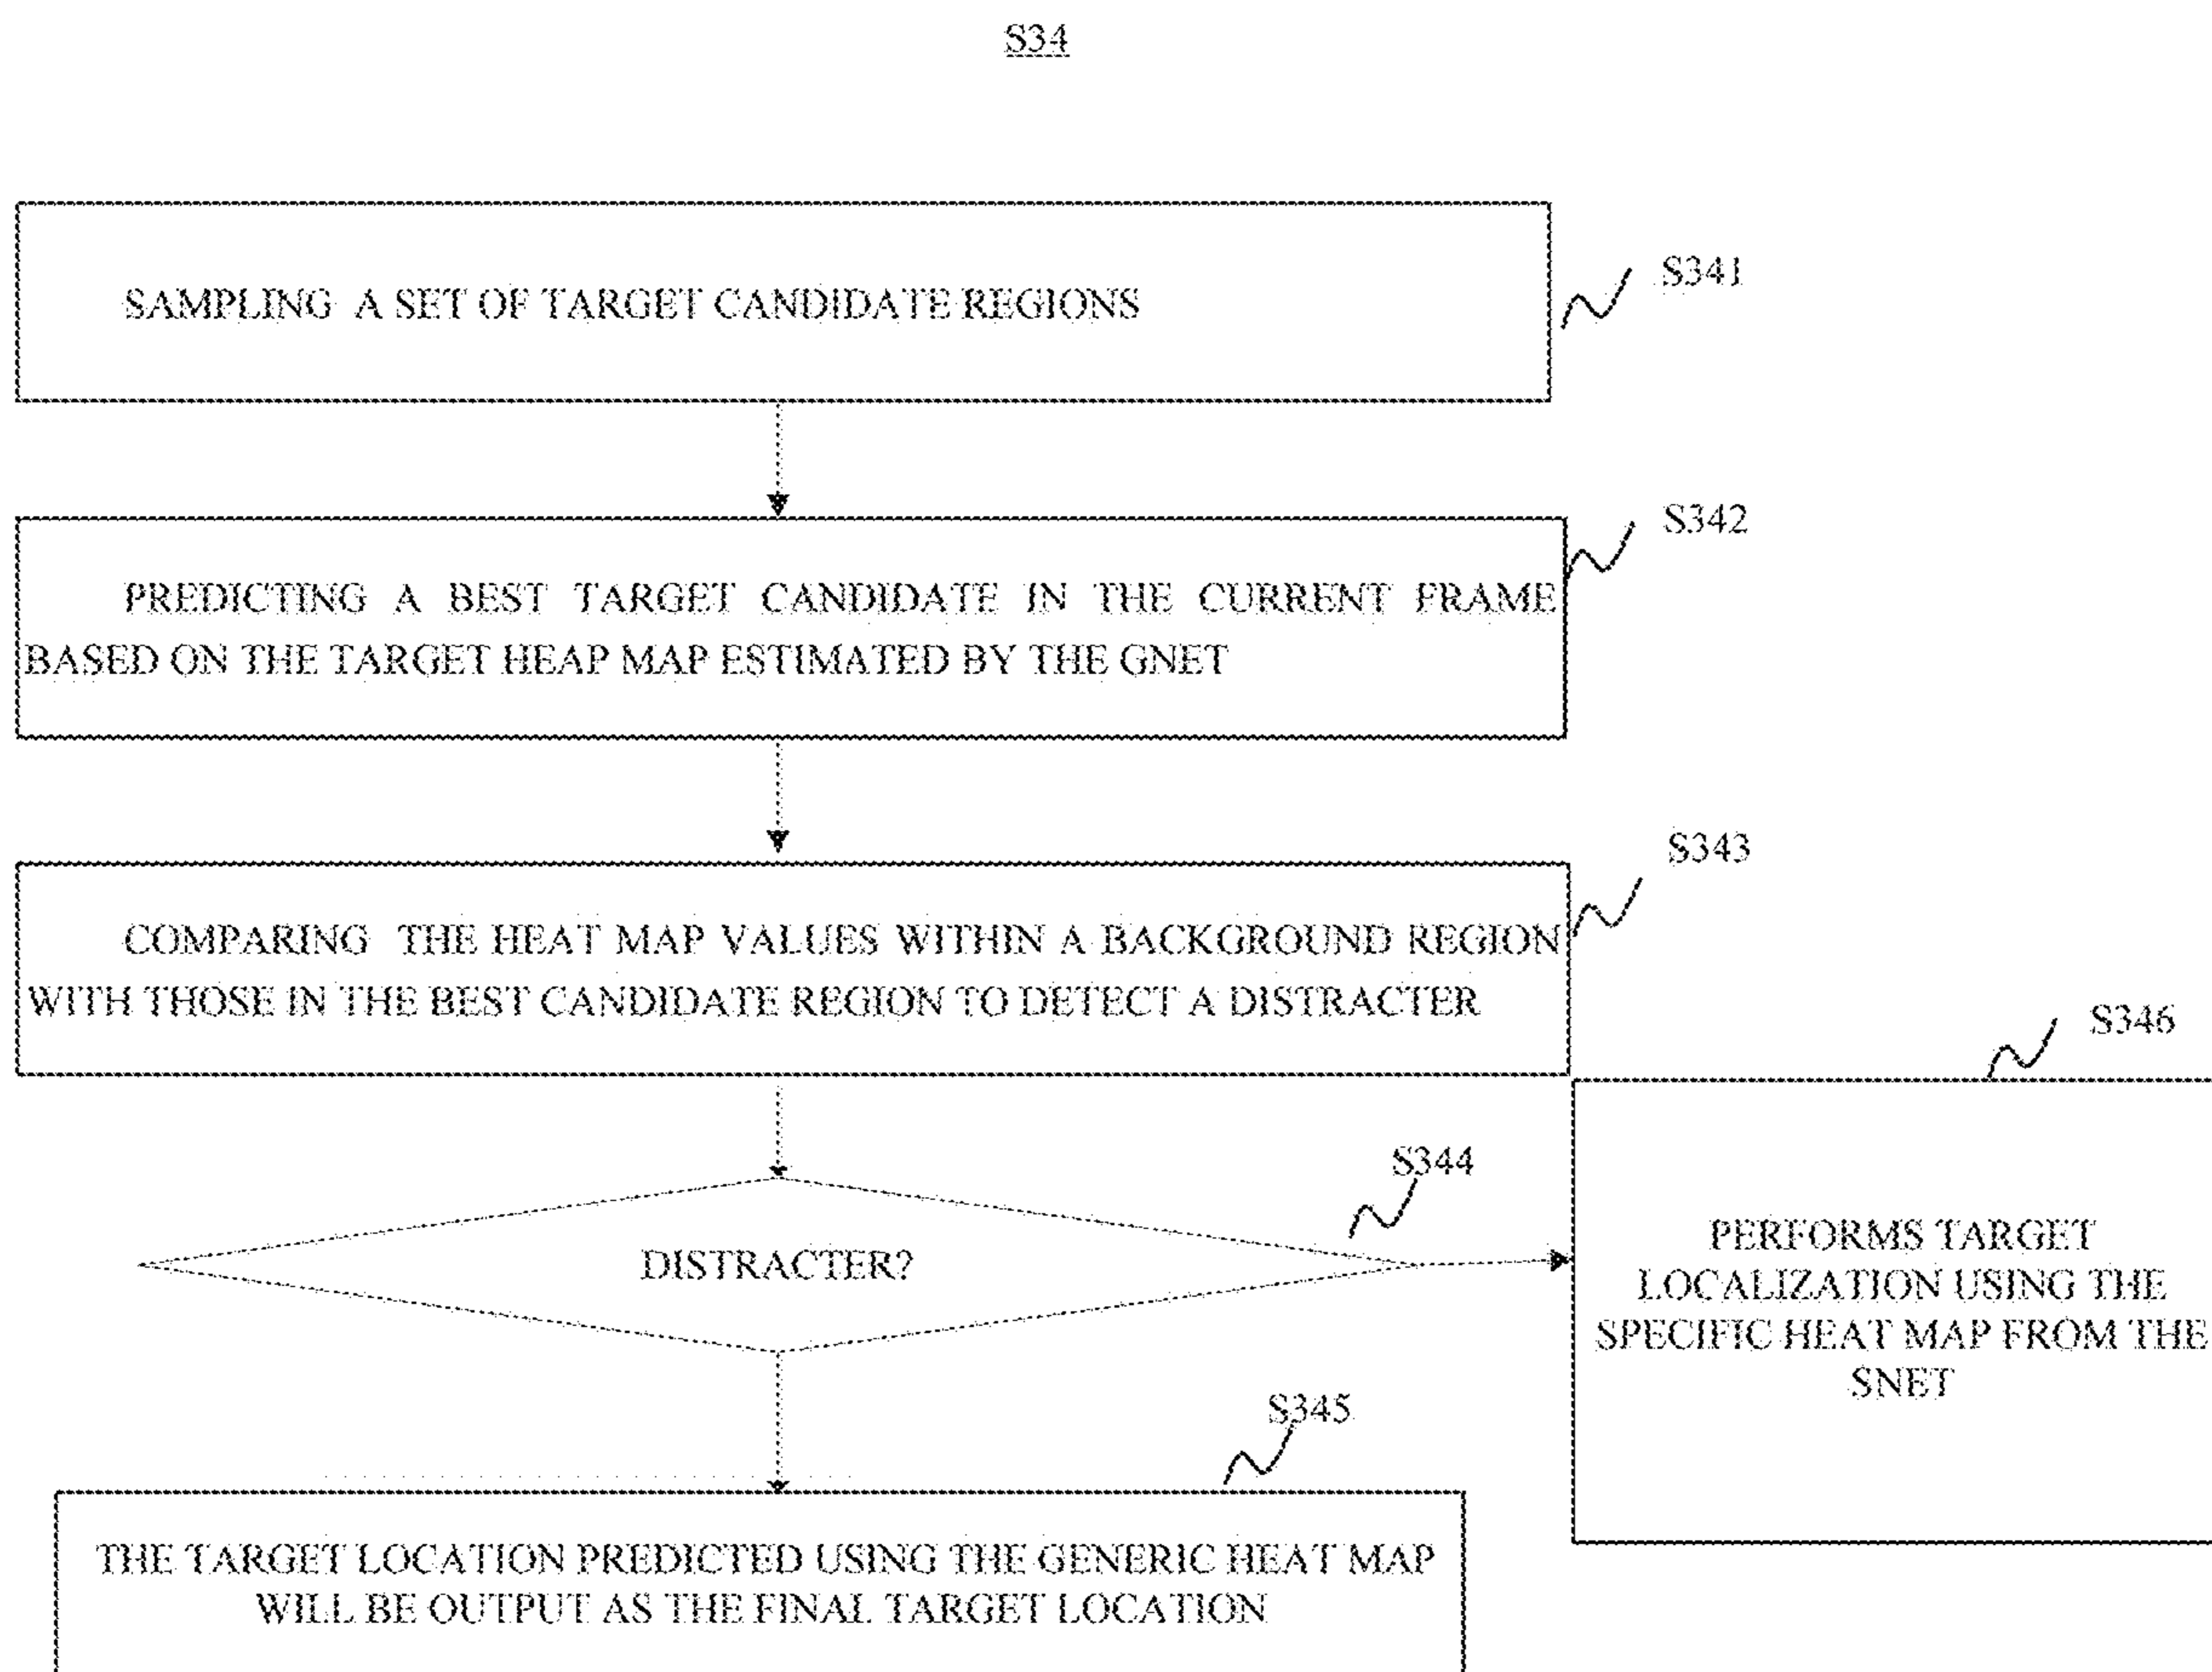 S34
SAMPLING A SET OF TARGET CANDIDATE REGIONS
S341
S342
PREDICTING A BEST TARGET CANDIDATE IN THE CURRENT FRAME
BASED ON THE TARGET HEAP MAP ESTIMATED BY THE GNET
S343
COMPARING THE HEAT MAP VALUES WITHIN A BACKGROUND REGION
WITH THOSE IN THE BEST CANDIDATE REGION TO DETECT A DISTRACTER
S346
S344
DISTRACTER?
PERFORMS TARGET
LOCALIZATION USING THE
SPECIFIC HEAT MAP FROM THE
SNET
S345
THE TARGET LOCATION PREDICTED USING THE GENERIC HEAT MAP
WILL BE OUTPUT AS THE FINAL TARGET LOCATION